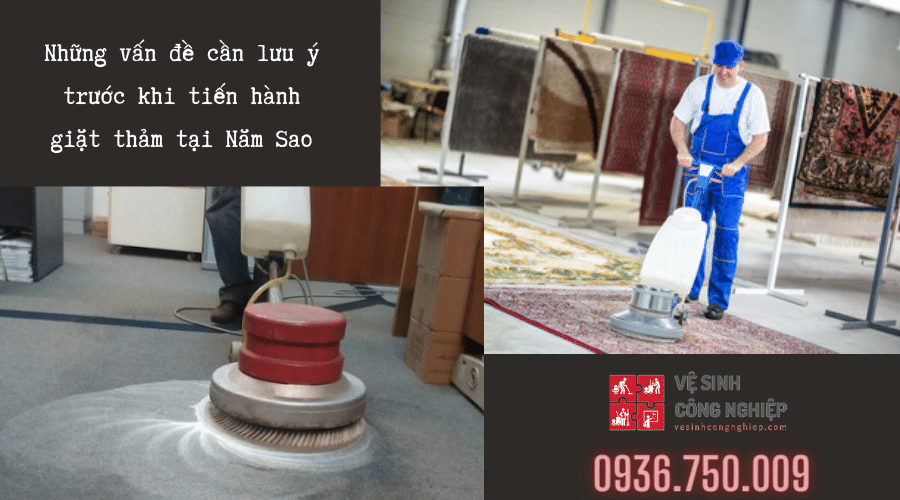 Những vấn đề cần lưu ý
trước khi tiến hành
giặt thảm tại Năm Sao
VỆ SINH
CÔNG NGHIỆP
vesinhcongnghiep.com
0936.750.009